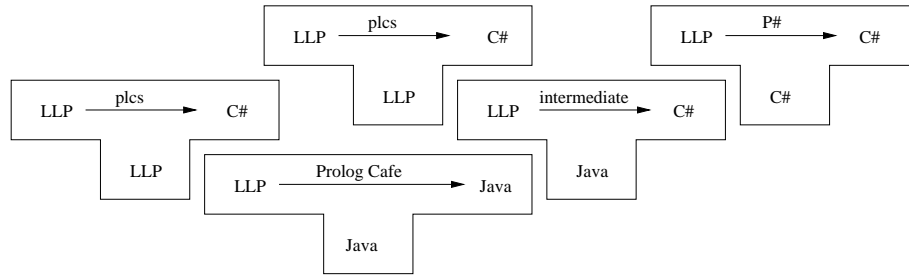 plcs
LLP C#
LLP
P#
LLP C#
C#
plcs
LLP C#
LLP
intermediate
LLP C#
Java
Prolog Cafe
LLP Java
Java